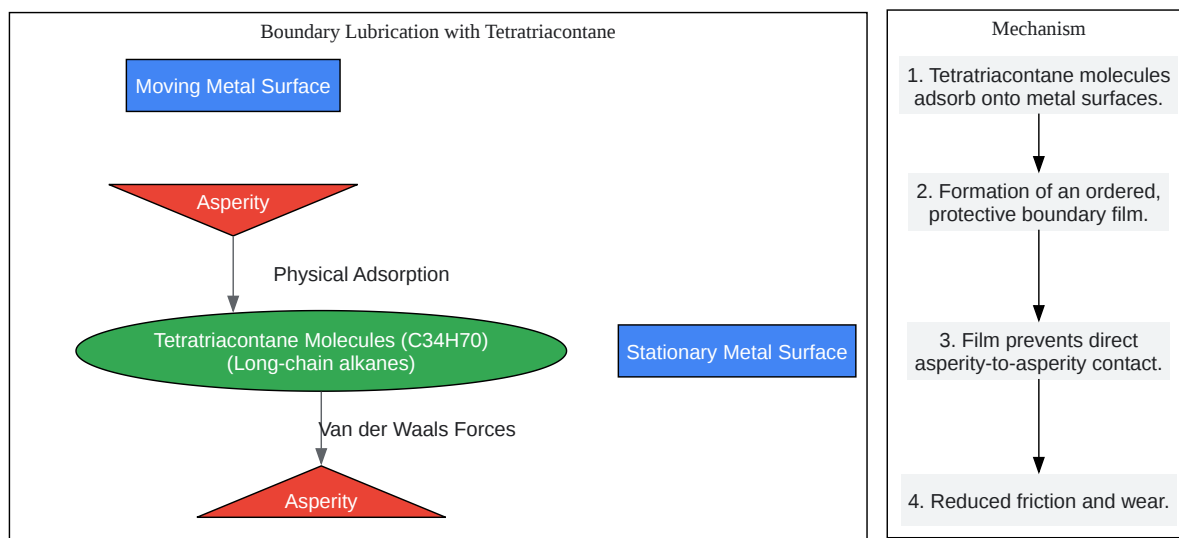 Boundary Lubrication with Tetratriacontane
Moving Metal Surface
Asperity
Physical Adsorption
Tetratriacontane Molecules (C34H70)
(Long-chain alkanes)
Stationary Metal Surface
Van der Waals Forces
Asperity
Mechanism
1. Tetratriacontane molecules
adsorb onto metal surfaces.
2. Formation of an ordered,
protective boundary film.
3. Film prevents direct
asperity-to-asperity contact.
4. Reduced friction and wear.